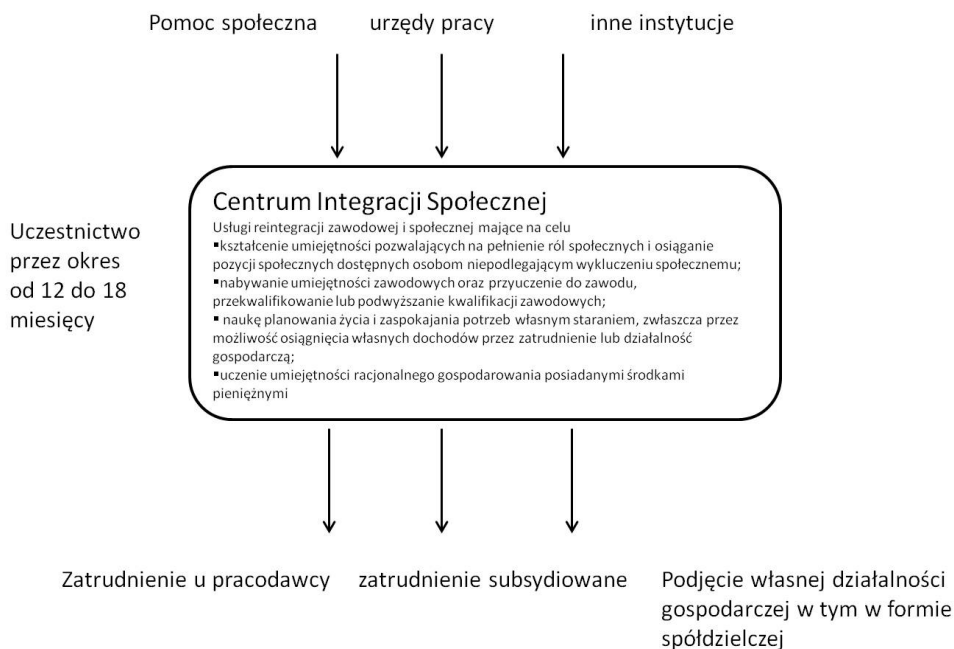 Pomoc społeczna urzędy pracy inne instytucje
Centrum Integracji Społecznej
Usługi reintegracji zawodowej i społecznej mające na celu
▪kształcenie umiejętności pozwalających na pełnienie ról społecznych i osiąganie
pozycji społecznych dostępnych osobom niepodlegającym wykluczeniu społecznemu;
▪nabywanie umiejętności zawodowych oraz przyuczenie do zawodu,
przekwalifikowanie lub podwyższanie kwalifikacji zawodowych;
▪ naukę planowania życia i zaspokajania potrzeb własnym staraniem, zwłaszcza przez
możliwość osiągnięcia własnych dochodów przez zatrudnienie lub działalność
gospodarczą;
▪uczenie umiejętności racjonalnego gospodarowania posiadanymi środkami
pieniężnymi
Uczestnictwo
przez okres
od 12 do 18
miesięcy
Zatrudnienie u pracodawcy zatrudnienie subsydiowane Podjęcie własnej działalności
gospodarczej w tym w formie
spółdzielczej